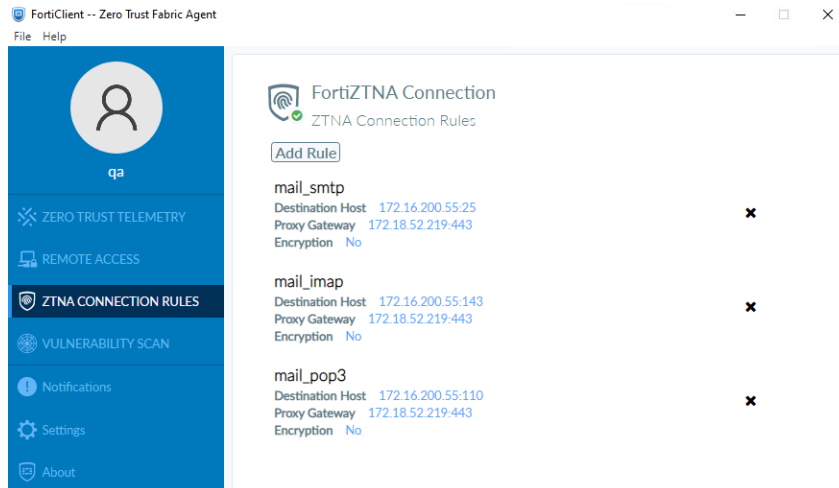 FortiClient -- Zero Trust Fabric Agent
File Help
qa
ZERO TRUST TELEMETRY
REMOTE ACCESS
ZTNA CONNECTION RULES
VULNERABILITY SCAN
Notifications
Settings
About
FortiZTNA Connection
ZTNA Connection Rules
Add Rule
mail_smtp
Destination Host 172.16.200.55:25
Proxy Gateway 172.18.52.219:443
Encryption No
mail_imap
Destination Host 172.16.200.55:143
Proxy Gateway 172.18.52.219:443
Encryption No
mail_pop3
Destination Host 172.16.200.55:110
Proxy Gateway 172.18.52.219:443
Encryption No